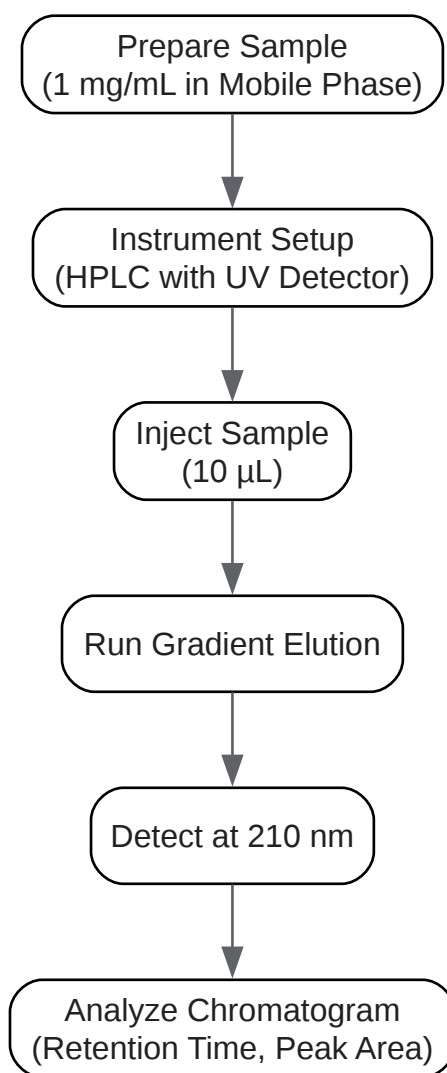 Prepare Sample
(1 mg/mL in Mobile Phase)
Instrument Setup
(HPLC with UV Detector)
Inject Sample
(10 µL)
Run Gradient Elution
Detect at 210 nm
Analyze Chromatogram
(Retention Time, Peak Area)